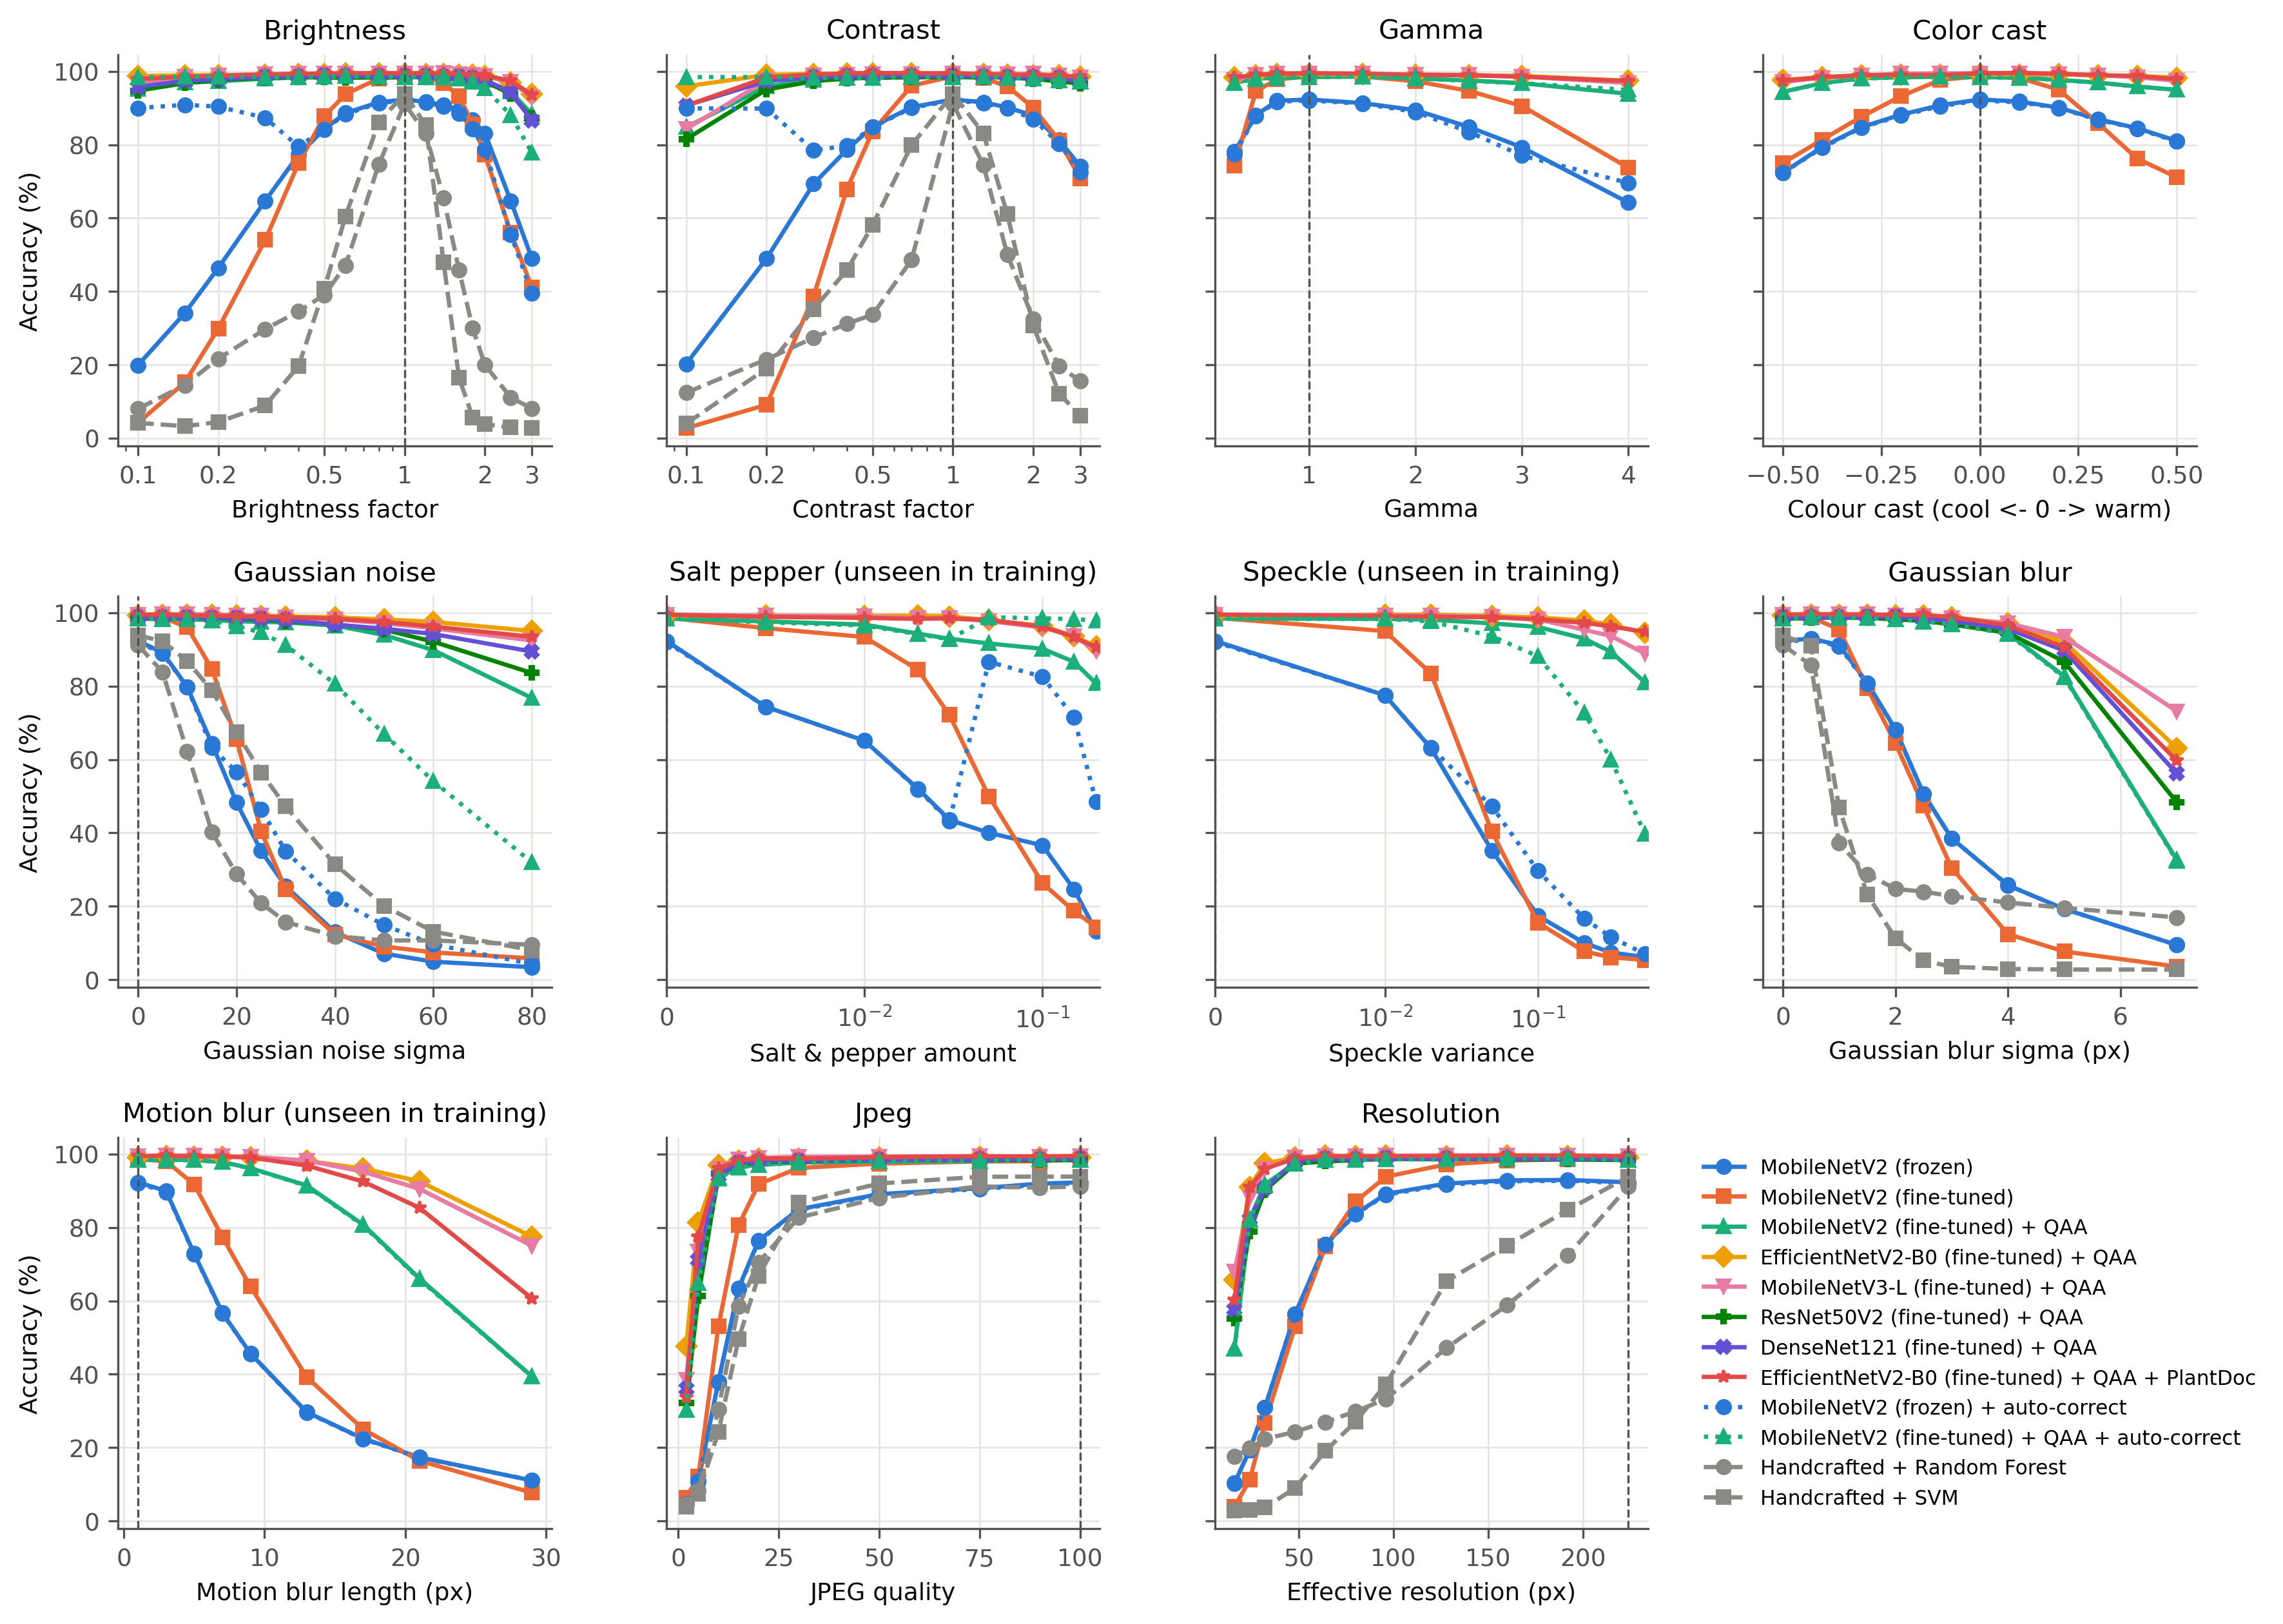 Brightness
Contrast
Gamma
Color cast
Accuracy (%)
100
80
60
40
20
0
0.1 0.2 0.5 1 2 3
0.1 0.2 0.5 1 2 3
1 2 3 4
−0.50 −0.25 0.00 0.25 0.50
Brightness factor
Contrast factor
Gamma
Colour cast (cool <- 0 -> warm)
Gaussian noise
Salt pepper (unseen in training)
Speckle (unseen in training)
Gaussian blur
Accuracy (%)
100
80
60
40
20
0
0 20 40 60 80
0 10⁻² 10⁻¹
0 10⁻² 10⁻¹
0 2 4 6
Gaussian noise sigma
Salt & pepper amount
Speckle variance
Gaussian blur sigma (px)
Motion blur (unseen in training)
Jpeg
Resolution
Accuracy (%)
100
80
60
40
20
0
0 10 20 30
0 25 50 75 100
50 100 150 200
Motion blur length (px)
JPEG quality
Effective resolution (px)
MobileNetV2 (frozen)
MobileNetV2 (fine-tuned)
MobileNetV2 (fine-tuned) + QAA
EfficientNetV2-B0 (fine-tuned) + QAA
MobileNetV3-L (fine-tuned) + QAA
ResNet50V2 (fine-tuned) + QAA
DenseNet121 (fine-tuned) + QAA
EfficientNetV2-B0 (fine-tuned) + QAA + PlantDoc
MobileNetV2 (frozen) + auto-correct
MobileNetV2 (fine-tuned) + QAA + auto-correct
Handcrafted + Random Forest
Handcrafted + SVM